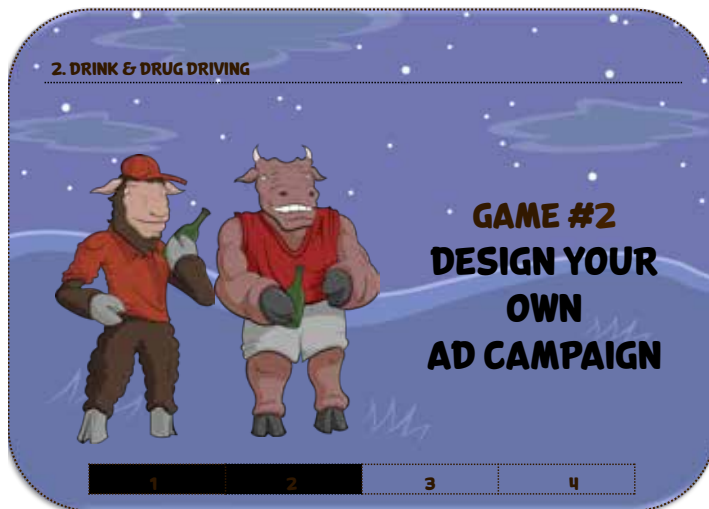 2. DRINK & DRUG DRIVING
GAME #2
DESIGN YOUR
OWN
AD CAMPAIGN
1 2 3 4